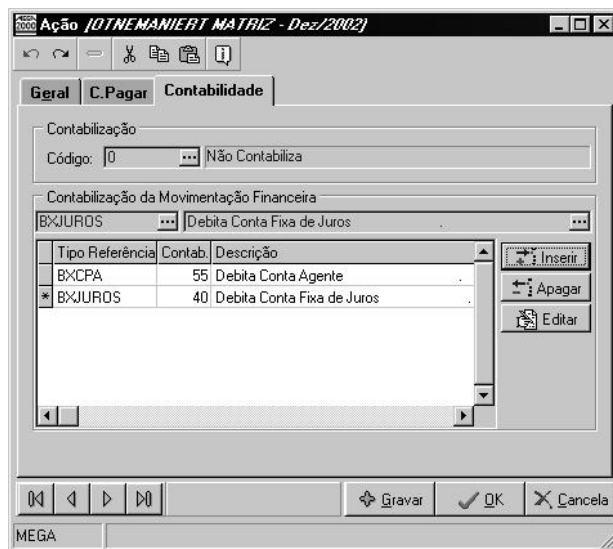 MEGA 2000 Ação [OTNEMANIERT MATRIZ - Dez/2002]
Geral C.Pagar Contabilidade
Contabilização
Código: 0 ... Não Contabiliza
Contabilização da Movimentação Financeira
BXJUROS ... Debita Conta Fixa de Juros . ...
Tipo Referência Contab. Descrição
BXCPA 55 Debita Conta Agente .
* BXJUROS 40 Debita Conta Fixa de Juros .
Inserir
Apagar
Editar
Gravar OK Cancela
MEGA